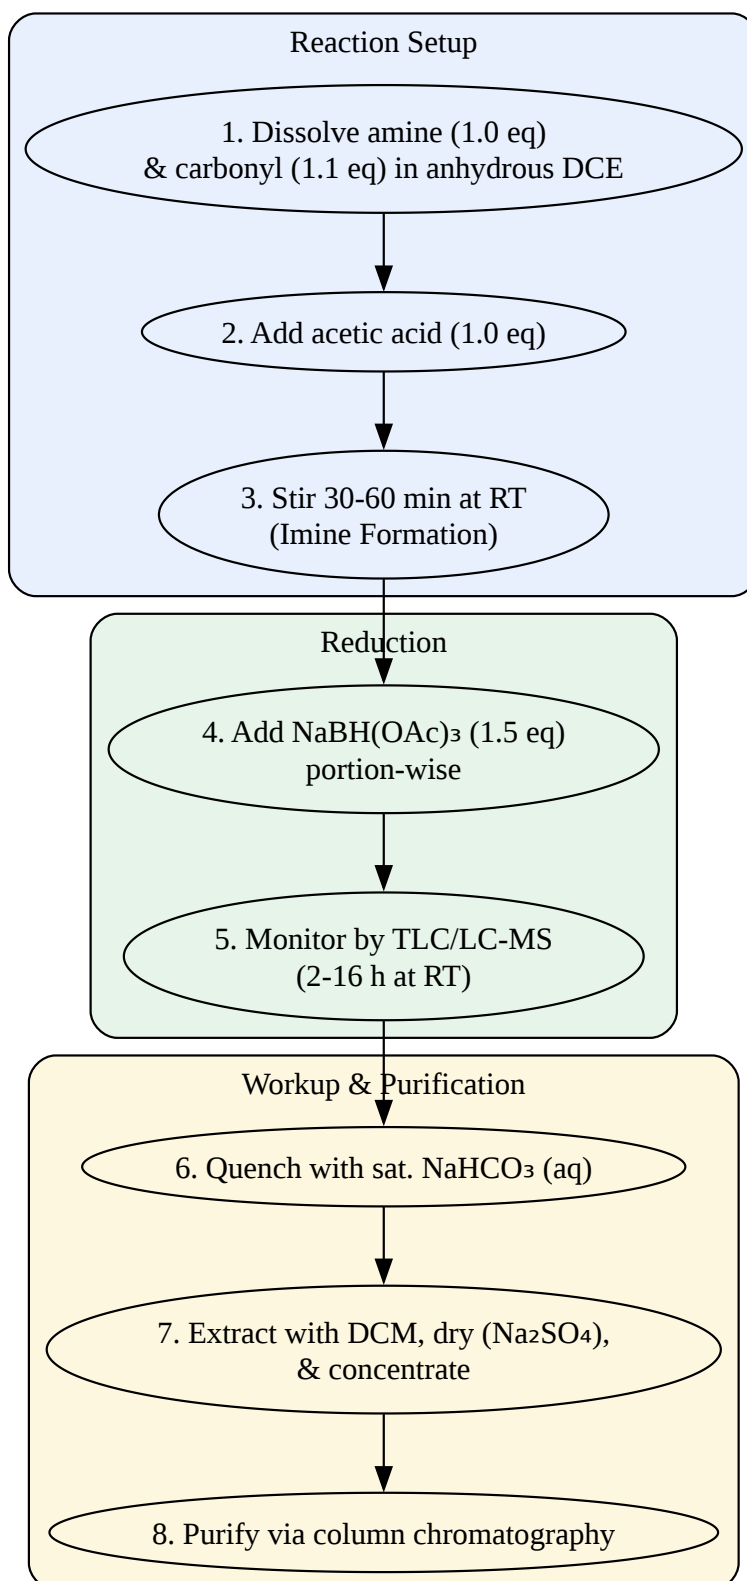 Reaction Setup
1. Dissolve amine (1.0 eq)
& carbonyl (1.1 eq) in anhydrous DCE
2. Add acetic acid (1.0 eq)
3. Stir 30-60 min at RT
(Imine Formation)
Reduction
4. Add NaBH(OAc)₃ (1.5 eq)
portion-wise
5. Monitor by TLC/LC-MS
(2-16 h at RT)
Workup & Purification
6. Quench with sat. NaHCO₃ (aq)
7. Extract with DCM, dry (Na₂SO₄),
& concentrate
8. Purify via column chromatography